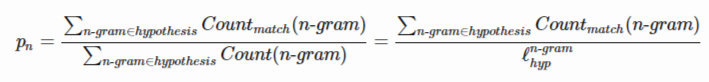 p_n = \frac{\sum_{n\text{-}gram \in hypothesis} Count_{match}(n\text{-}gram)}{\sum_{n\text{-}gram \in hypothesis} Count(n\text{-}gram)} = \frac{\sum_{n\text{-}gram \in hypothesis} Count_{match}(n\text{-}gram)}{\ell_{hyp}^{n\text{-}gram}}